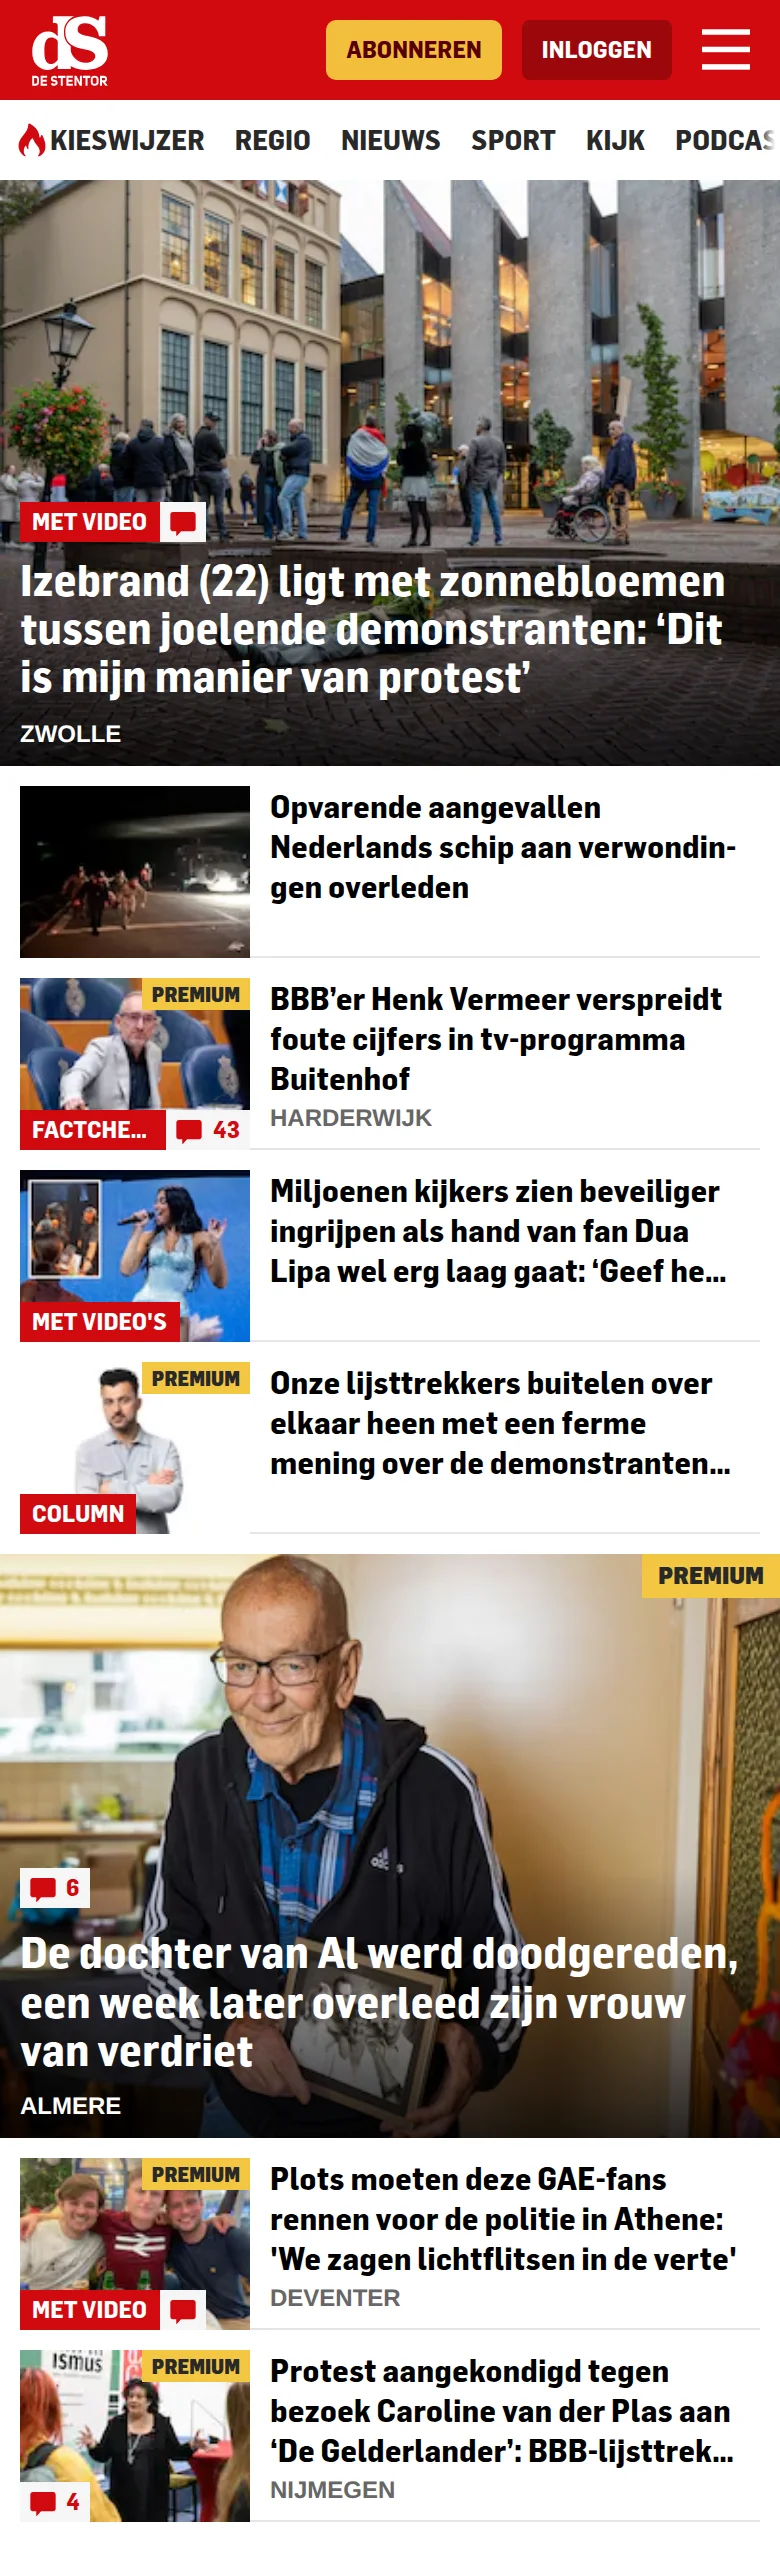 dS
DE STENTOR
ABONNEREN
INLOGGEN
KIESWIJZER REGIO NIEUWS SPORT KIJK PODCAS
MET VIDEO
Izebrand (22) ligt met zonnebloemen
tussen joelende demonstranten: ‘Dit
is mijn manier van protest’
ZWOLLE
Opvarende aangevallen
Nederlands schip aan verwondin-
gen overleden
PREMIUM
FACTCHE...
43
BBB’er Henk Vermeer verspreidt
foute cijfers in tv-programma
Buitenhof
HARDERWIJK
MET VIDEO'S
Miljoenen kijkers zien beveiliger
ingrijpen als hand van fan Dua
Lipa wel erg laag gaat: ‘Geef he...
PREMIUM
COLUMN
Onze lijsttrekkers buitelen over
elkaar heen met een ferme
mening over de demonstranten...
PREMIUM
adidas
6
De dochter van Al werd doodgereden,
een week later overleed zijn vrouw
van verdriet
ALMERE
PREMIUM
MET VIDEO
Plots moeten deze GAE-fans
rennen voor de politie in Athene:
'We zagen lichtflitsen in de verte'
DEVENTER
ismus
PREMIUM
4
Protest aangekondigd tegen
bezoek Caroline van der Plas aan
‘De Gelderlander’: BBB-lijsttrek...
NIJMEGEN